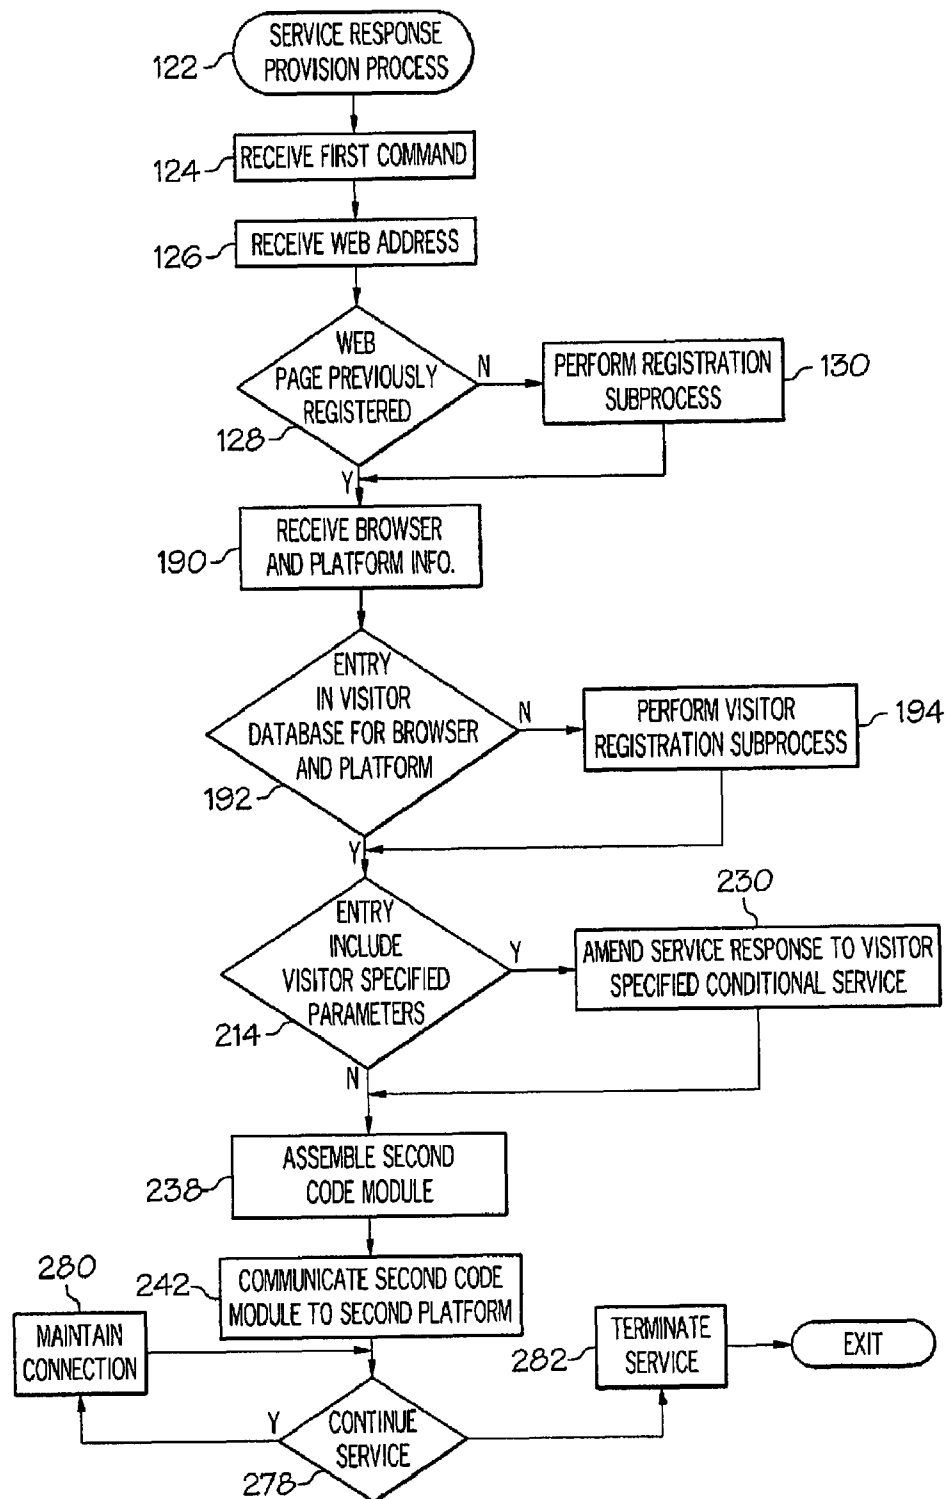 SERVICE RESPONSE
PROVISION PROCESS
122
RECEIVE FIRST COMMAND
124
RECEIVE WEB ADDRESS
126
WEB
PAGE PREVIOUSLY
REGISTERED
128
N
PERFORM REGISTRATION
SUBPROCESS
130
Y
RECEIVE BROWSER
AND PLATFORM INFO.
190
ENTRY
IN VISITOR
DATABASE FOR BROWSER
AND PLATFORM
192
N
PERFORM VISITOR
REGISTRATION SUBPROCESS
194
Y
ENTRY
INCLUDE
VISITOR SPECIFIED
PARAMETERS
214
Y
230
AMEND SERVICE RESPONSE TO VISITOR
SPECIFIED CONDITIONAL SERVICE
N
ASSEMBLE SECOND
CODE MODULE
238
COMMUNICATE SECOND CODE
MODULE TO SECOND PLATFORM
242
280
MAINTAIN
CONNECTION
Y
CONTINUE
SERVICE
278
TERMINATE
SERVICE
282
EXIT